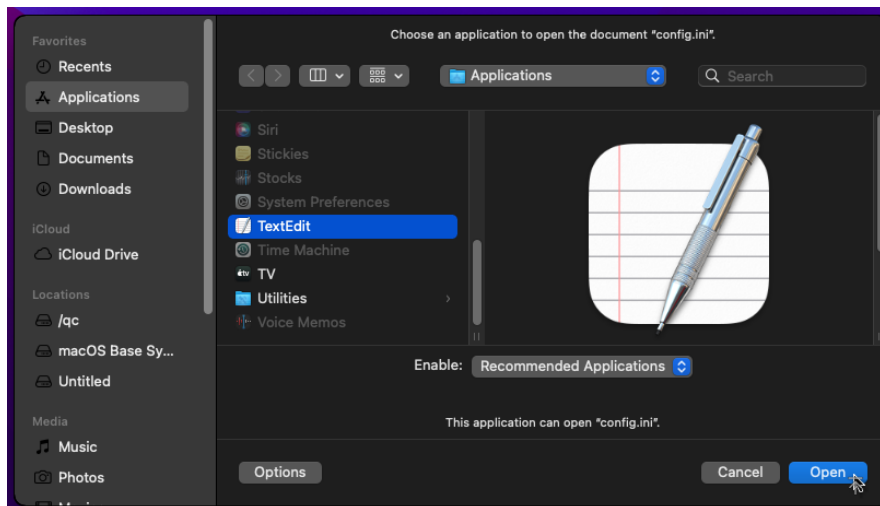 Choose an application to open the document “config.ini”.
Favorites
Recents
Applications
Desktop
Documents
Downloads
iCloud
iCloud Drive
Locations
/qc
macOS Base Sy...
Untitled
Media
Music
Photos
Applications
Search
Siri
Stickies
Stocks
System Preferences
TextEdit
Time Machine
tv TV
Utilities
Voice Memos
Enable: Recommended Applications
This application can open “config.ini”.
Options
Cancel
Open